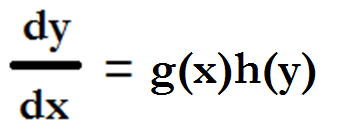 dy
dx
= g(x)h(y)